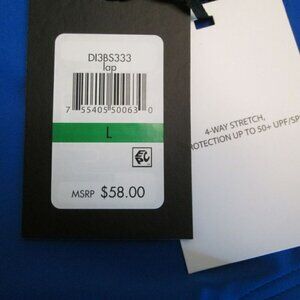 DI3BS333
lap
7 55405 50063 0
L
MSRP $58.00
4-WAY STRETCH,
PROTECTION UP TO 50+ UPF/SP